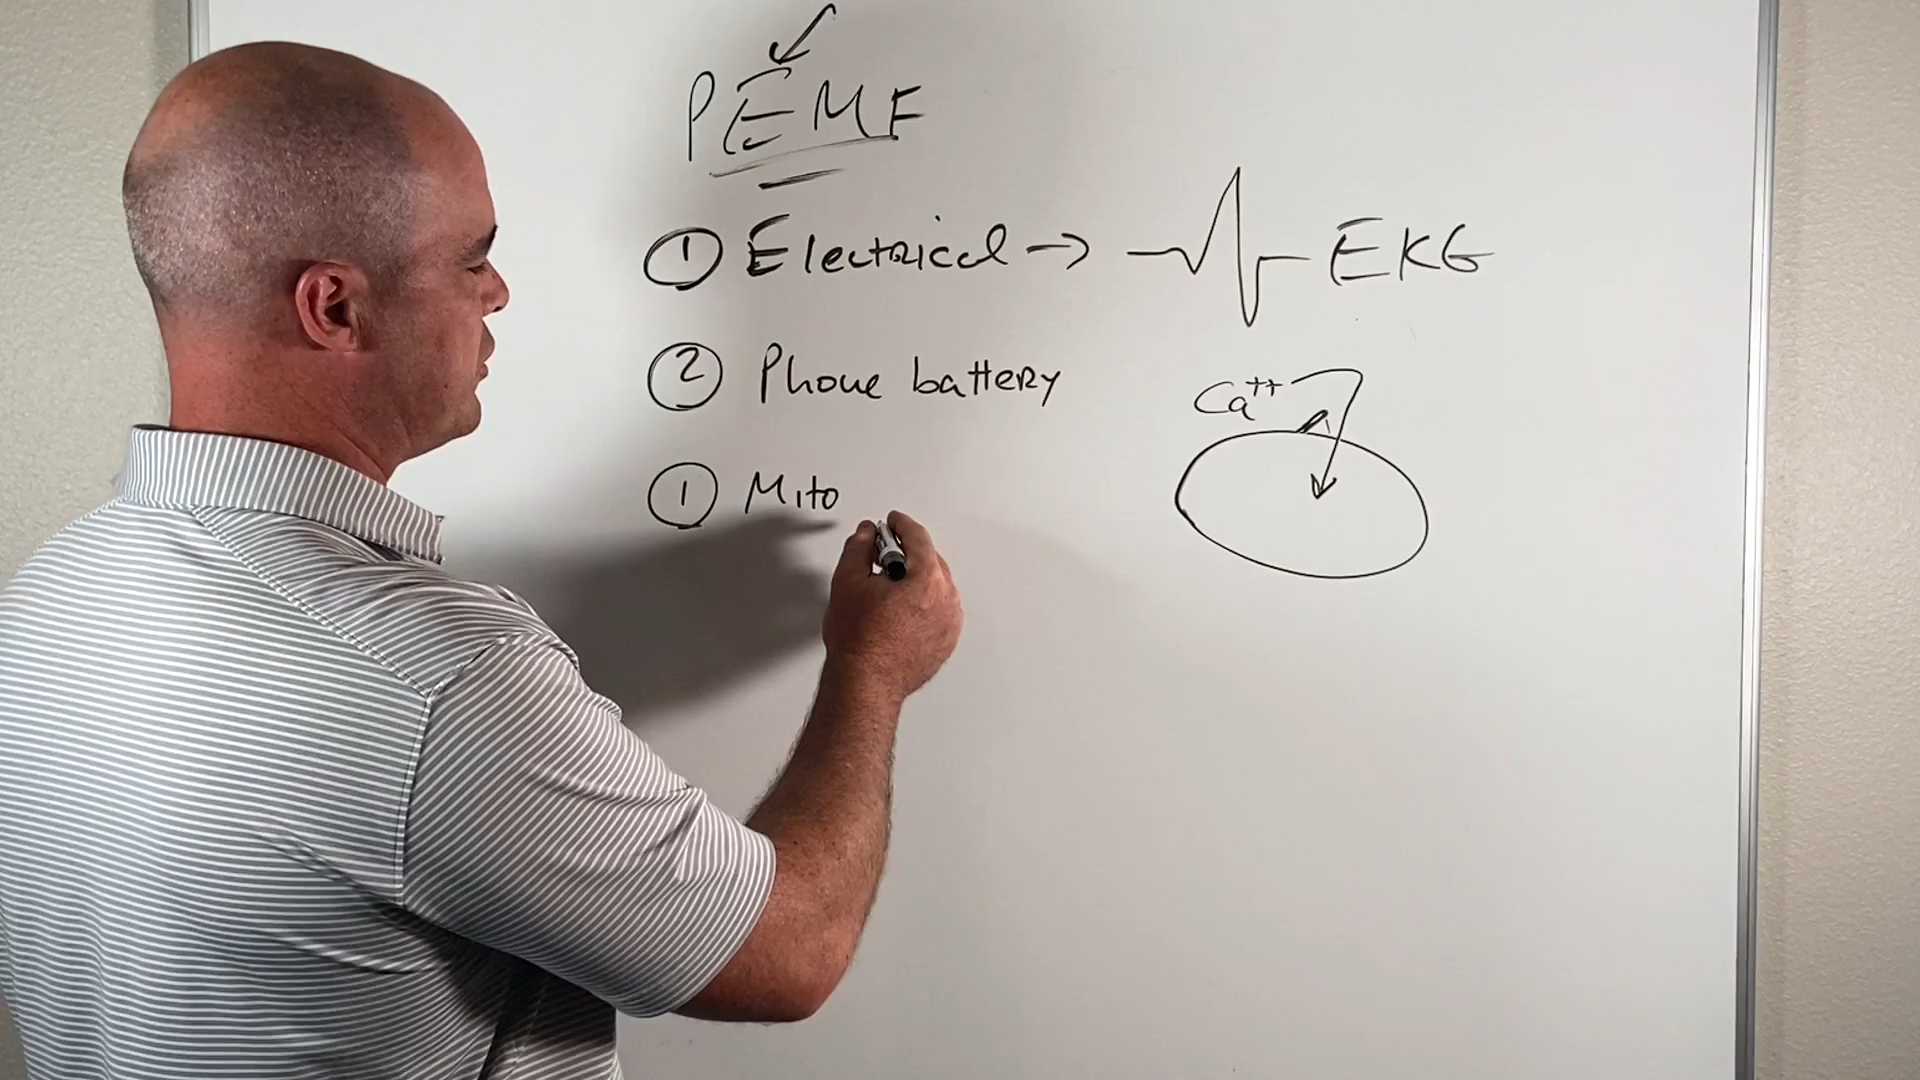 PEMF
① Electrical → EKG
② Phone battery
Ca++
① Mito